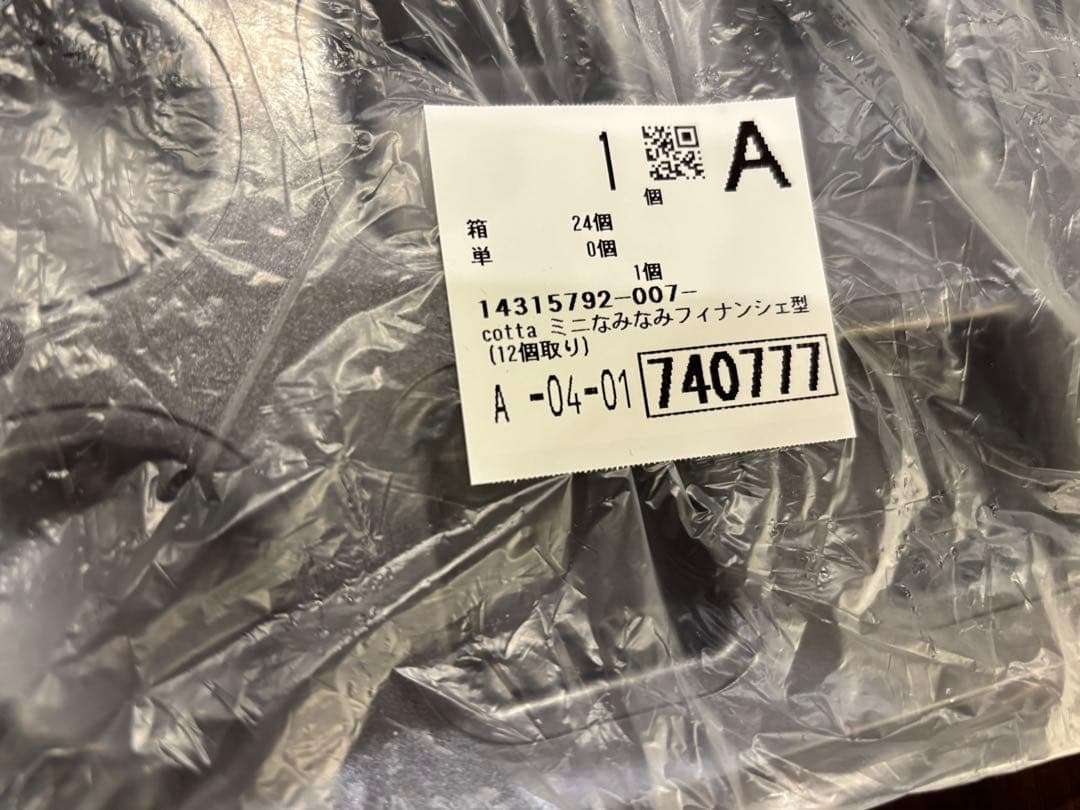 1 A
個
箱 24個
単 0個
1個
14315792-007-
cotta ミニなみなみフィナンシェ型
(12個取り)
A -04-01 740777